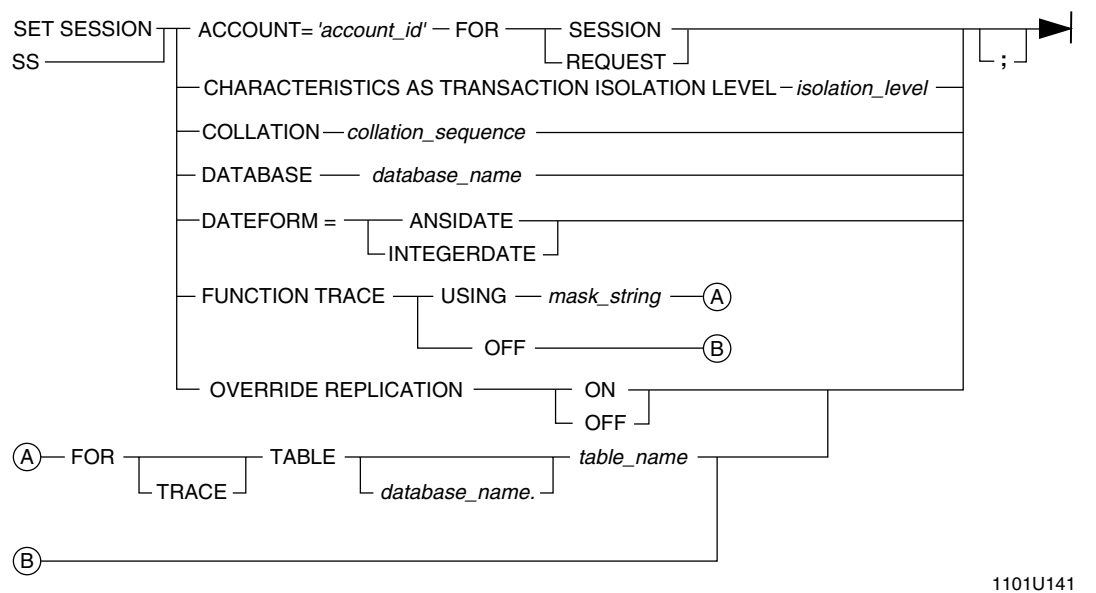 SET SESSION ACCOUNT= 'account_id' FOR SESSION
SS REQUEST ;
CHARACTERISTICS AS TRANSACTION ISOLATION LEVEL isolation_level
COLLATION collation_sequence
DATABASE database_name
DATEFORM = ANSIDATE
INTEGERDATE
FUNCTION TRACE USING mask_string A
OFF B
OVERRIDE REPLICATION ON
OFF
A FOR TABLE table_name
TRACE database_name.
B
1101U141